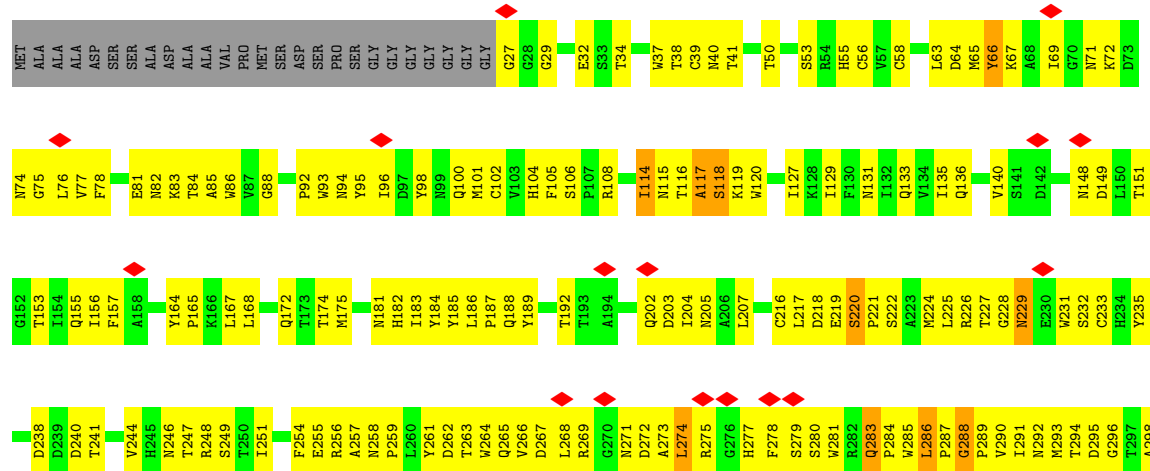 MET ALA ALA ALA ASP SER SER ALA ASP ALA ALA VAL PRO MET SER ASP SER PRO SER GLY GLY GLY GLY GLY GLY GLY G27 G28 G29 E32 S33 T34 W37 T38 C39 N40 T41 T50 S53 R54 H55 C56 V57 C58 L63 D64 M65 Y66 K67 A68 I69 G70 N71 K72 D73
N74 G75 L76 V77 F78 E81 N82 K83 T84 A85 W86 V87 G88 P92 W93 N94 Y95 I96 D97 Y98 N99 Q100 M101 C102 V103 H104 F105 S106 P107 R108 I114 N115 T116 A117 S118 K119 W120 I127 K128 I129 F130 N131 I132 Q133 V134 I135 Q136 V140 S141 D142 N148 D149 L150 T151
G152 T153 I154 Q155 I156 F157 A158 Y164 P165 K166 L167 L168 Q172 T173 T174 M175 N181 H182 I183 Y184 Y185 L186 P187 Q188 Y189 T192 T193 A194 Q202 D203 I204 N205 A206 L207 C216 L217 D218 E219 S220 P221 S222 A223 M224 L225 R226 T227 G228 N229 E230 W231 S232 C233 H234 Y235
D238 D239 D240 T241 V244 H245 N246 T247 R248 S249 T250 I251 F254 E255 R256 A257 N258 P259 L260 Y261 D262 T263 W264 Q265 V266 D267 L268 R269 G270 N271 D272 A273 L274 R275 G276 H277 F278 S279 S280 W281 R282 Q283 P284 W285 L286 P287 G288 P289 V290 I291 N292 M293 T294 D295 G296 T297 A298